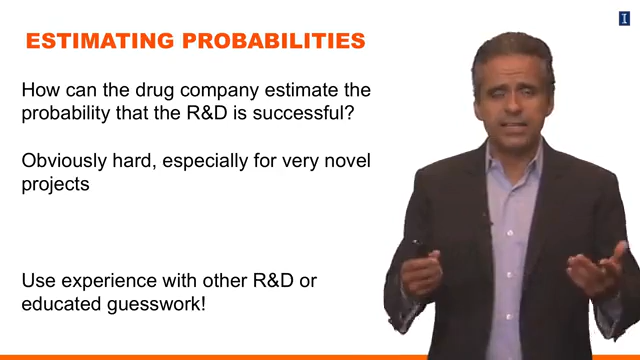 I
ESTIMATING PROBABILITIES
How can the drug company estimate the
probability that the R&D is successful?
Obviously hard, especially for very novel
projects
Use experience with other R&D or
educated guesswork!